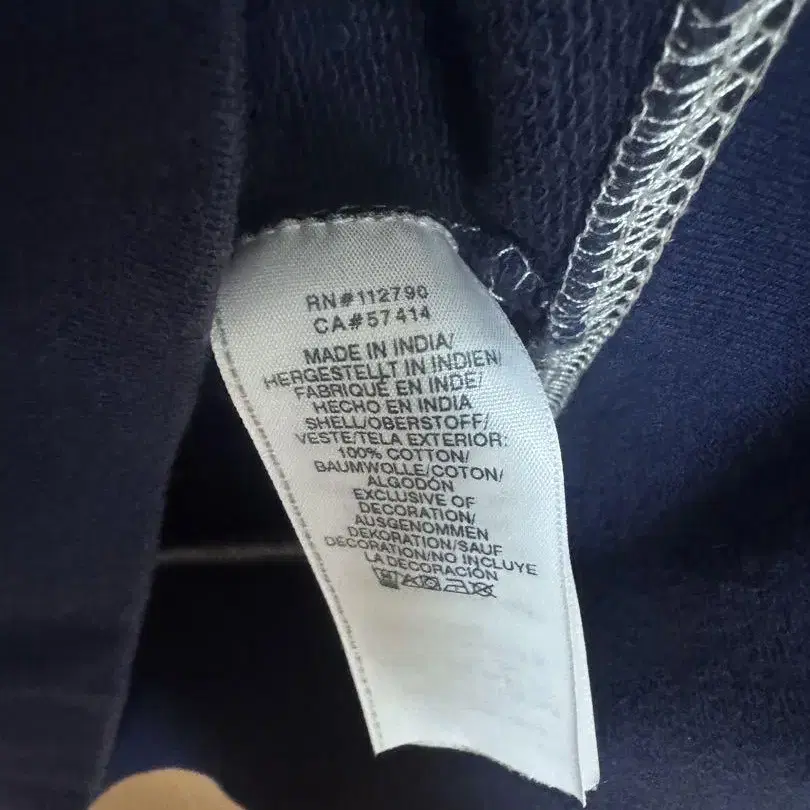 RN#112790
CA#57414
MADE IN INDIA/
HERGESTELLT IN INDIEN/
FABRIQUÉ EN INDE/
HECHO EN INDIA
SHELL/OBERSTOFF/
VESTE/TELA EXTERIOR:
100% COTTON/
BAUMWOLLE/COTON/
ALGODÓN
EXCLUSIVE OF
DECORATION/
AUSGENOMMEN
DEKORATION/SAUF
DÉCORATION/NO INCLUYE
LA DECORACIÓN